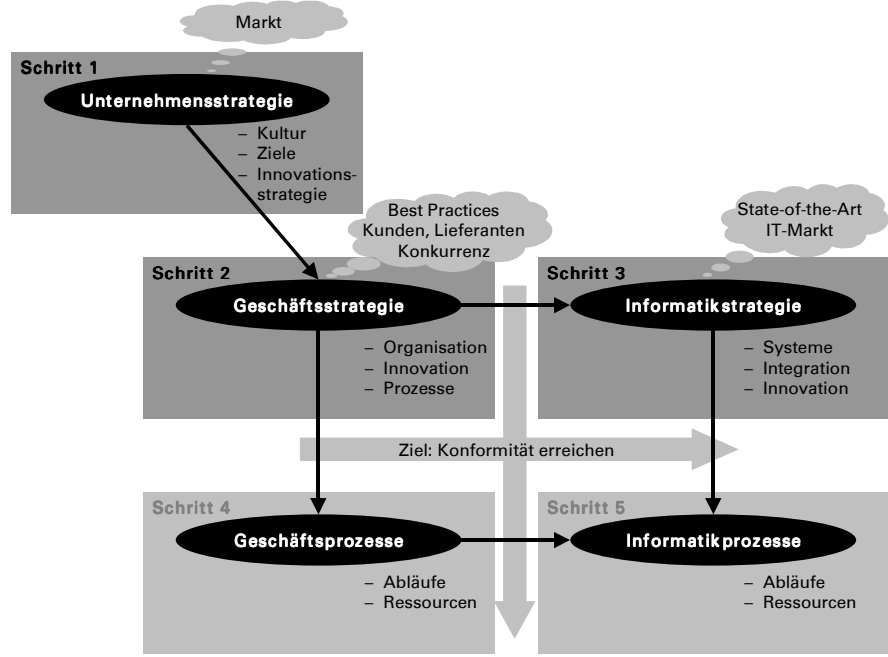 Markt
Schritt 1
Unternehmensstrategie
– Kultur
– Ziele
– Innovations-
strategie
Best Practices
Kunden, Lieferanten
Konkurrenz
State-of-the-Art
IT-Markt
Schritt 2
Geschäftsstrategie
– Organisation
– Innovation
– Prozesse
Schritt 3
Informatikstrategie
– Systeme
– Integration
– Innovation
Ziel: Konformität erreichen
Schritt 4
Geschäftsprozesse
– Abläufe
– Ressourcen
Schritt 5
Informatikprozesse
– Abläufe
– Ressourcen